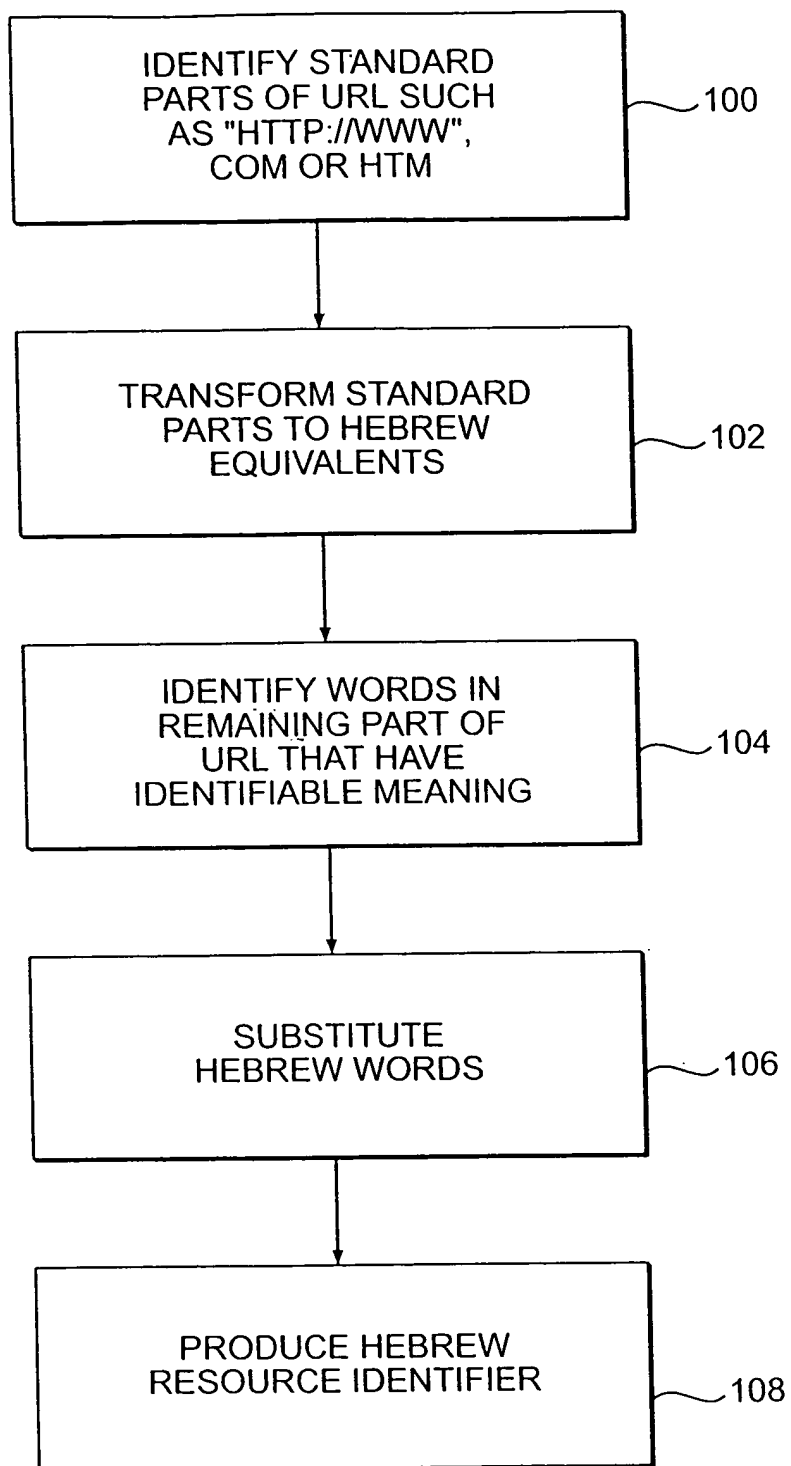 IDENTIFY STANDARD
PARTS OF URL SUCH
AS "HTTP://WWW",
COM OR HTM
100
TRANSFORM STANDARD
PARTS TO HEBREW
EQUIVALENTS
102
IDENTIFY WORDS IN
REMAINING PART OF
URL THAT HAVE
IDENTIFIABLE MEANING
104
SUBSTITUTE
HEBREW WORDS
106
PRODUCE HEBREW
RESOURCE IDENTIFIER
108